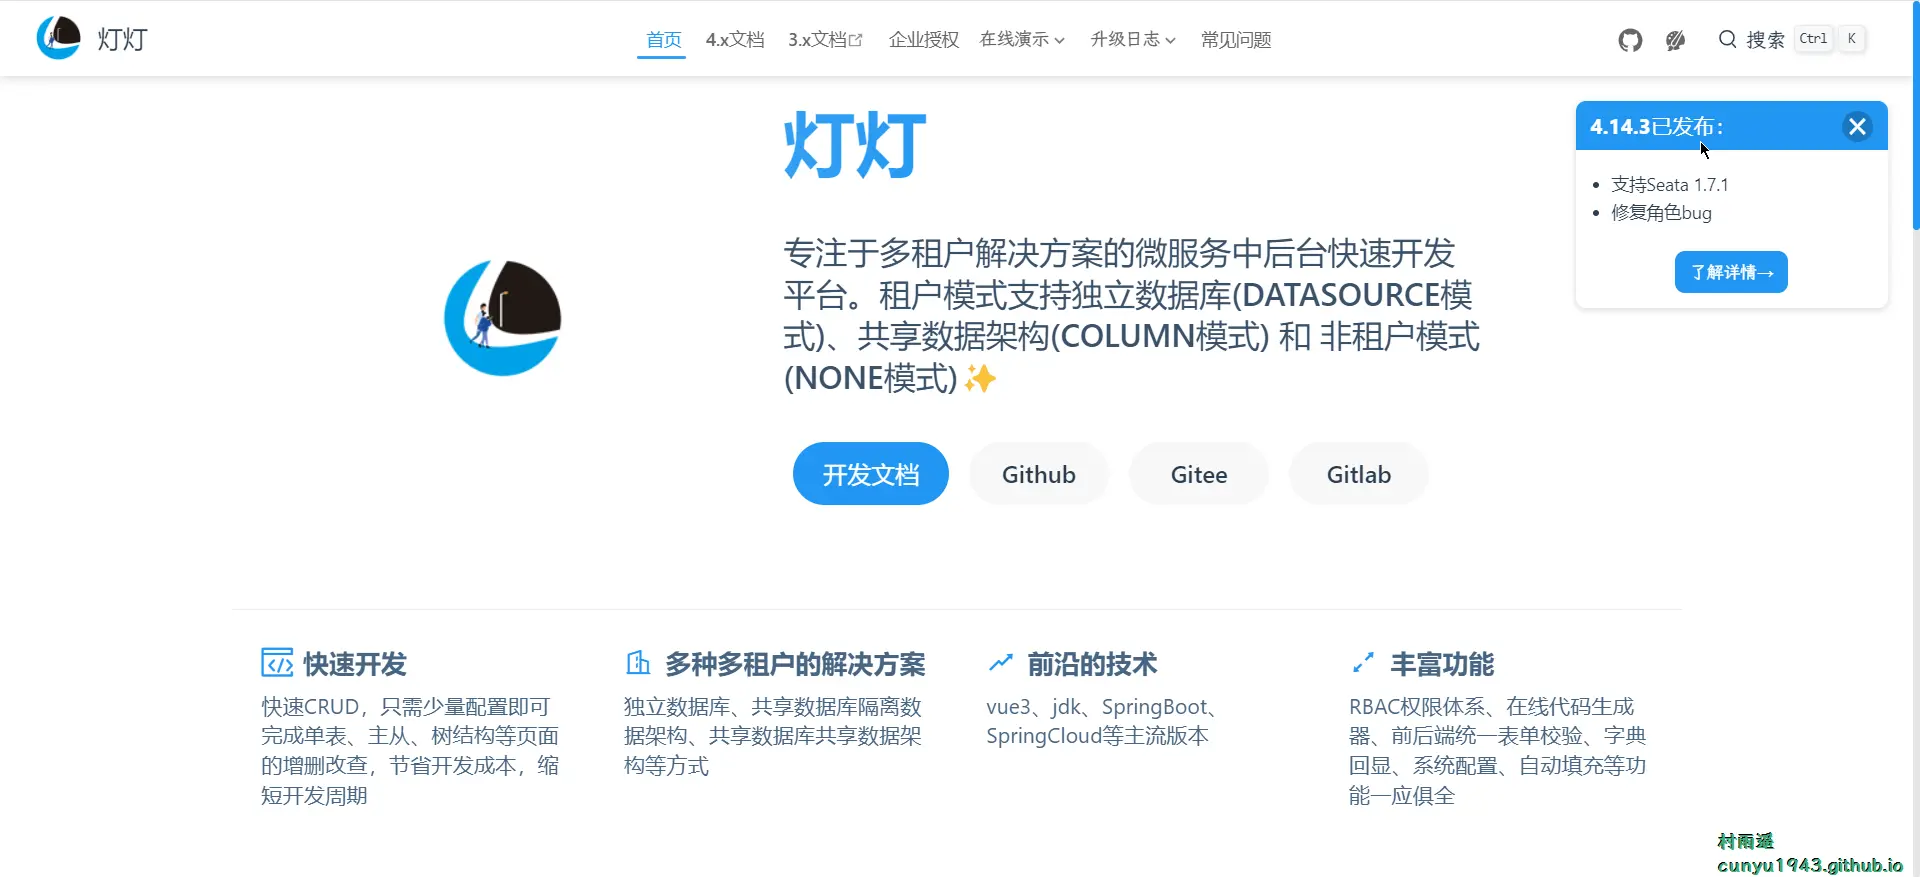 灯灯
首页
4.x文档
3.x文档
企业授权
在线演示
升级日志
常见问题
搜索
Ctrl
K
灯灯
专注于多租户解决方案的微服务中后台快速开发
平台。租户模式支持独立数据库(DATASOURCE模
式)、共享数据架构(COLUMN模式) 和 非租户模式
(NONE模式)✨
开发文档
Github
Gitee
Gitlab
4.14.3已发布：
支持Seata 1.7.1
修复角色bug
了解详情→
快速开发
快速CRUD，只需少量配置即可
完成单表、主从、树结构等页面
的增删改查，节省开发成本，缩
短开发周期
多种多租户的解决方案
独立数据库、共享数据库隔离数
据架构、共享数据库共享数据架
构等方式
前沿的技术
vue3、jdk、SpringBoot、
SpringCloud等主流版本
丰富功能
RBAC权限体系、在线代码生成
器、前后端统一表单校验、字典
回显、系统配置、自动填充等功
能一应俱全
村雨遥
cunyu1943.github.io